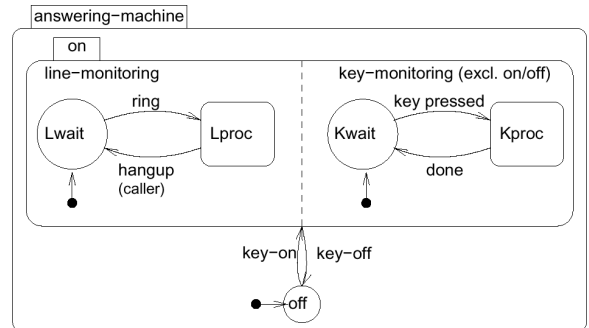 answering−machine
on
line−monitoring
key−monitoring (excl. on/off)
ring
key pressed
Lwait
Lproc
Kwait
Kproc
hangup
(caller)
done
key−on
key−off
off